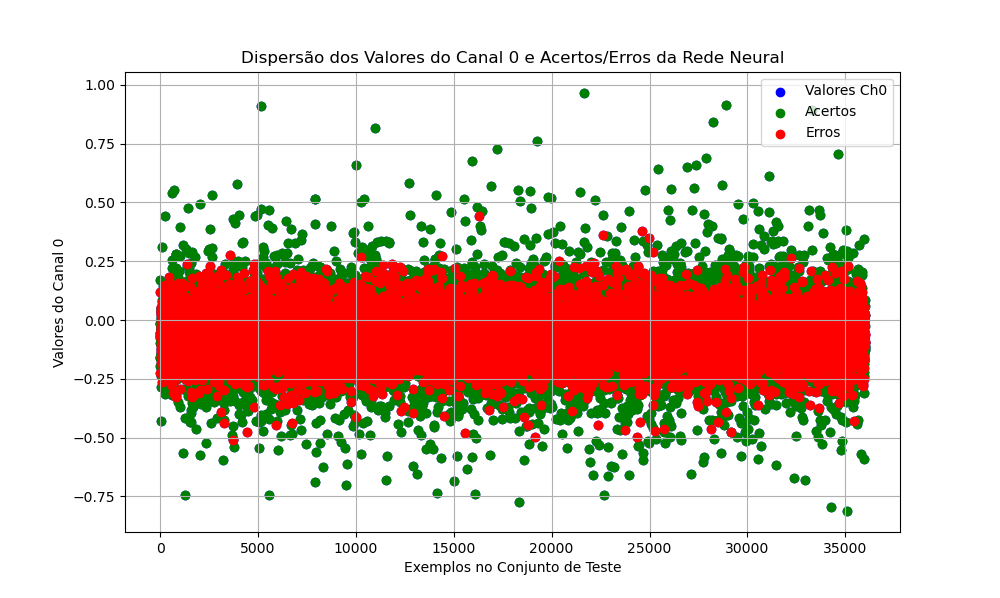 Dispersão dos Valores do Canal 0 e Acertos/Erros da Rede Neural
Valores do Canal 0
1.00
0.75
0.50
0.25
0.00
−0.25
−0.50
−0.75
Valores Ch0
Acertos
Erros
0 5000 10000 15000 20000 25000 30000 35000
Exemplos no Conjunto de Teste